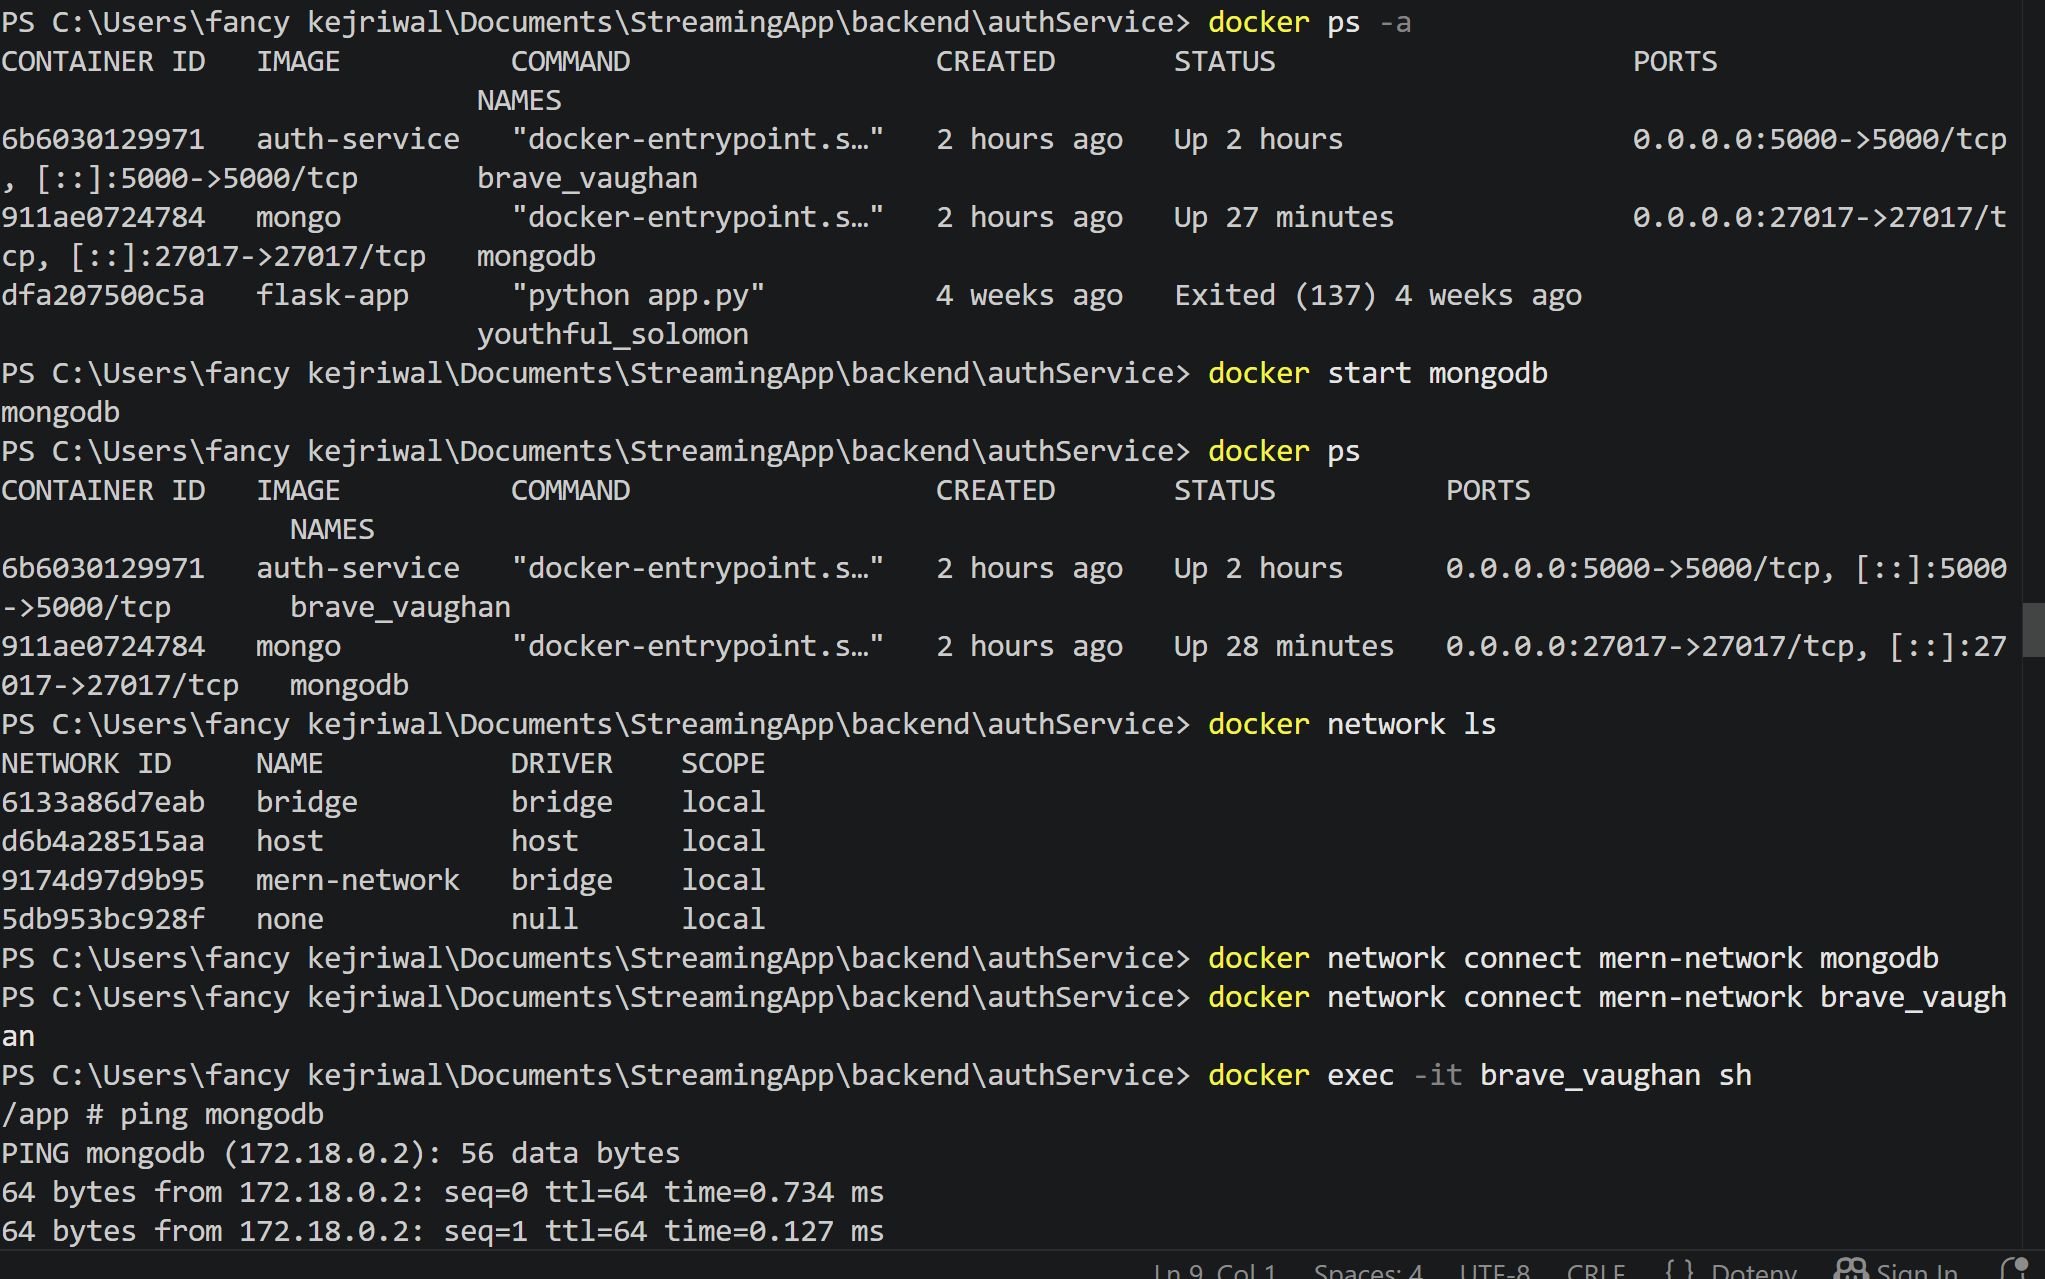 PS C:\Users\fancy kejriwal\Documents\StreamingApp\backend\authService> docker ps -a
CONTAINER ID   IMAGE          COMMAND                  CREATED       STATUS                     PORTS
                            NAMES
6b6030129971   auth-service   "docker-entrypoint.s…"   2 hours ago   Up 2 hours                 0.0.0.0:5000->5000/tcp
, [::]:5000->5000/tcp       brave_vaughan
911ae0724784   mongo          "docker-entrypoint.s…"   2 hours ago   Up 27 minutes              0.0.0.0:27017->27017/t
cp, [::]:27017->27017/tcp   mongodb
dfa207500c5a   flask-app      "python app.py"          4 weeks ago   Exited (137) 4 weeks ago
                            youthful_solomon
PS C:\Users\fancy kejriwal\Documents\StreamingApp\backend\authService> docker start mongodb
mongodb
PS C:\Users\fancy kejriwal\Documents\StreamingApp\backend\authService> docker ps
CONTAINER ID   IMAGE          COMMAND                  CREATED       STATUS          PORTS
                 NAMES
6b6030129971   auth-service   "docker-entrypoint.s…"   2 hours ago   Up 2 hours      0.0.0.0:5000->5000/tcp, [::]:5000
->5000/tcp       brave_vaughan
911ae0724784   mongo          "docker-entrypoint.s…"   2 hours ago   Up 28 minutes   0.0.0.0:27017->27017/tcp, [::]:27
017->27017/tcp   mongodb
PS C:\Users\fancy kejriwal\Documents\StreamingApp\backend\authService> docker network ls
NETWORK ID     NAME           DRIVER    SCOPE
6133a86d7eab   bridge         bridge    local
d6b4a28515aa   host           host      local
9174d97d9b95   mern-network   bridge    local
5db953bc928f   none           null      local
PS C:\Users\fancy kejriwal\Documents\StreamingApp\backend\authService> docker network connect mern-network mongodb
PS C:\Users\fancy kejriwal\Documents\StreamingApp\backend\authService> docker network connect mern-network brave_vaugh
an
PS C:\Users\fancy kejriwal\Documents\StreamingApp\backend\authService> docker exec -it brave_vaughan sh
/app # ping mongodb
PING mongodb (172.18.0.2): 56 data bytes
64 bytes from 172.18.0.2: seq=0 ttl=64 time=0.734 ms
64 bytes from 172.18.0.2: seq=1 ttl=64 time=0.127 ms
Ln 9, Col 1   Spaces: 4   UTF-8   CRLF   { } Dotenv   Sign In